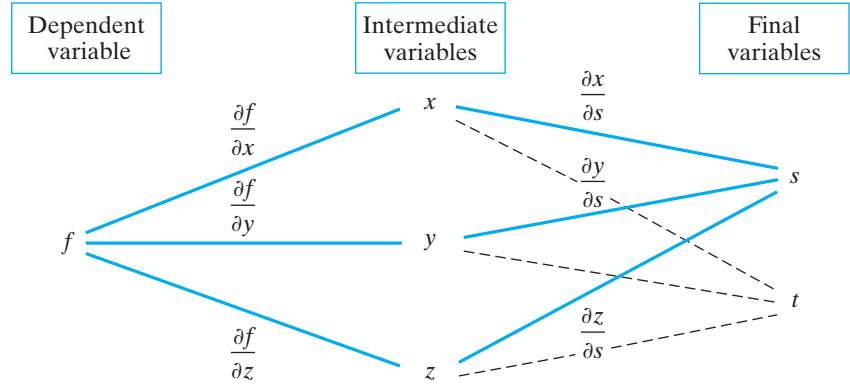 Dependent
variable
Intermediate
variables
Final
variables
∂f
∂x
∂f
∂y
∂f
∂z
f
x
y
z
∂x
∂s
∂y
∂s
∂z
∂s
s
t